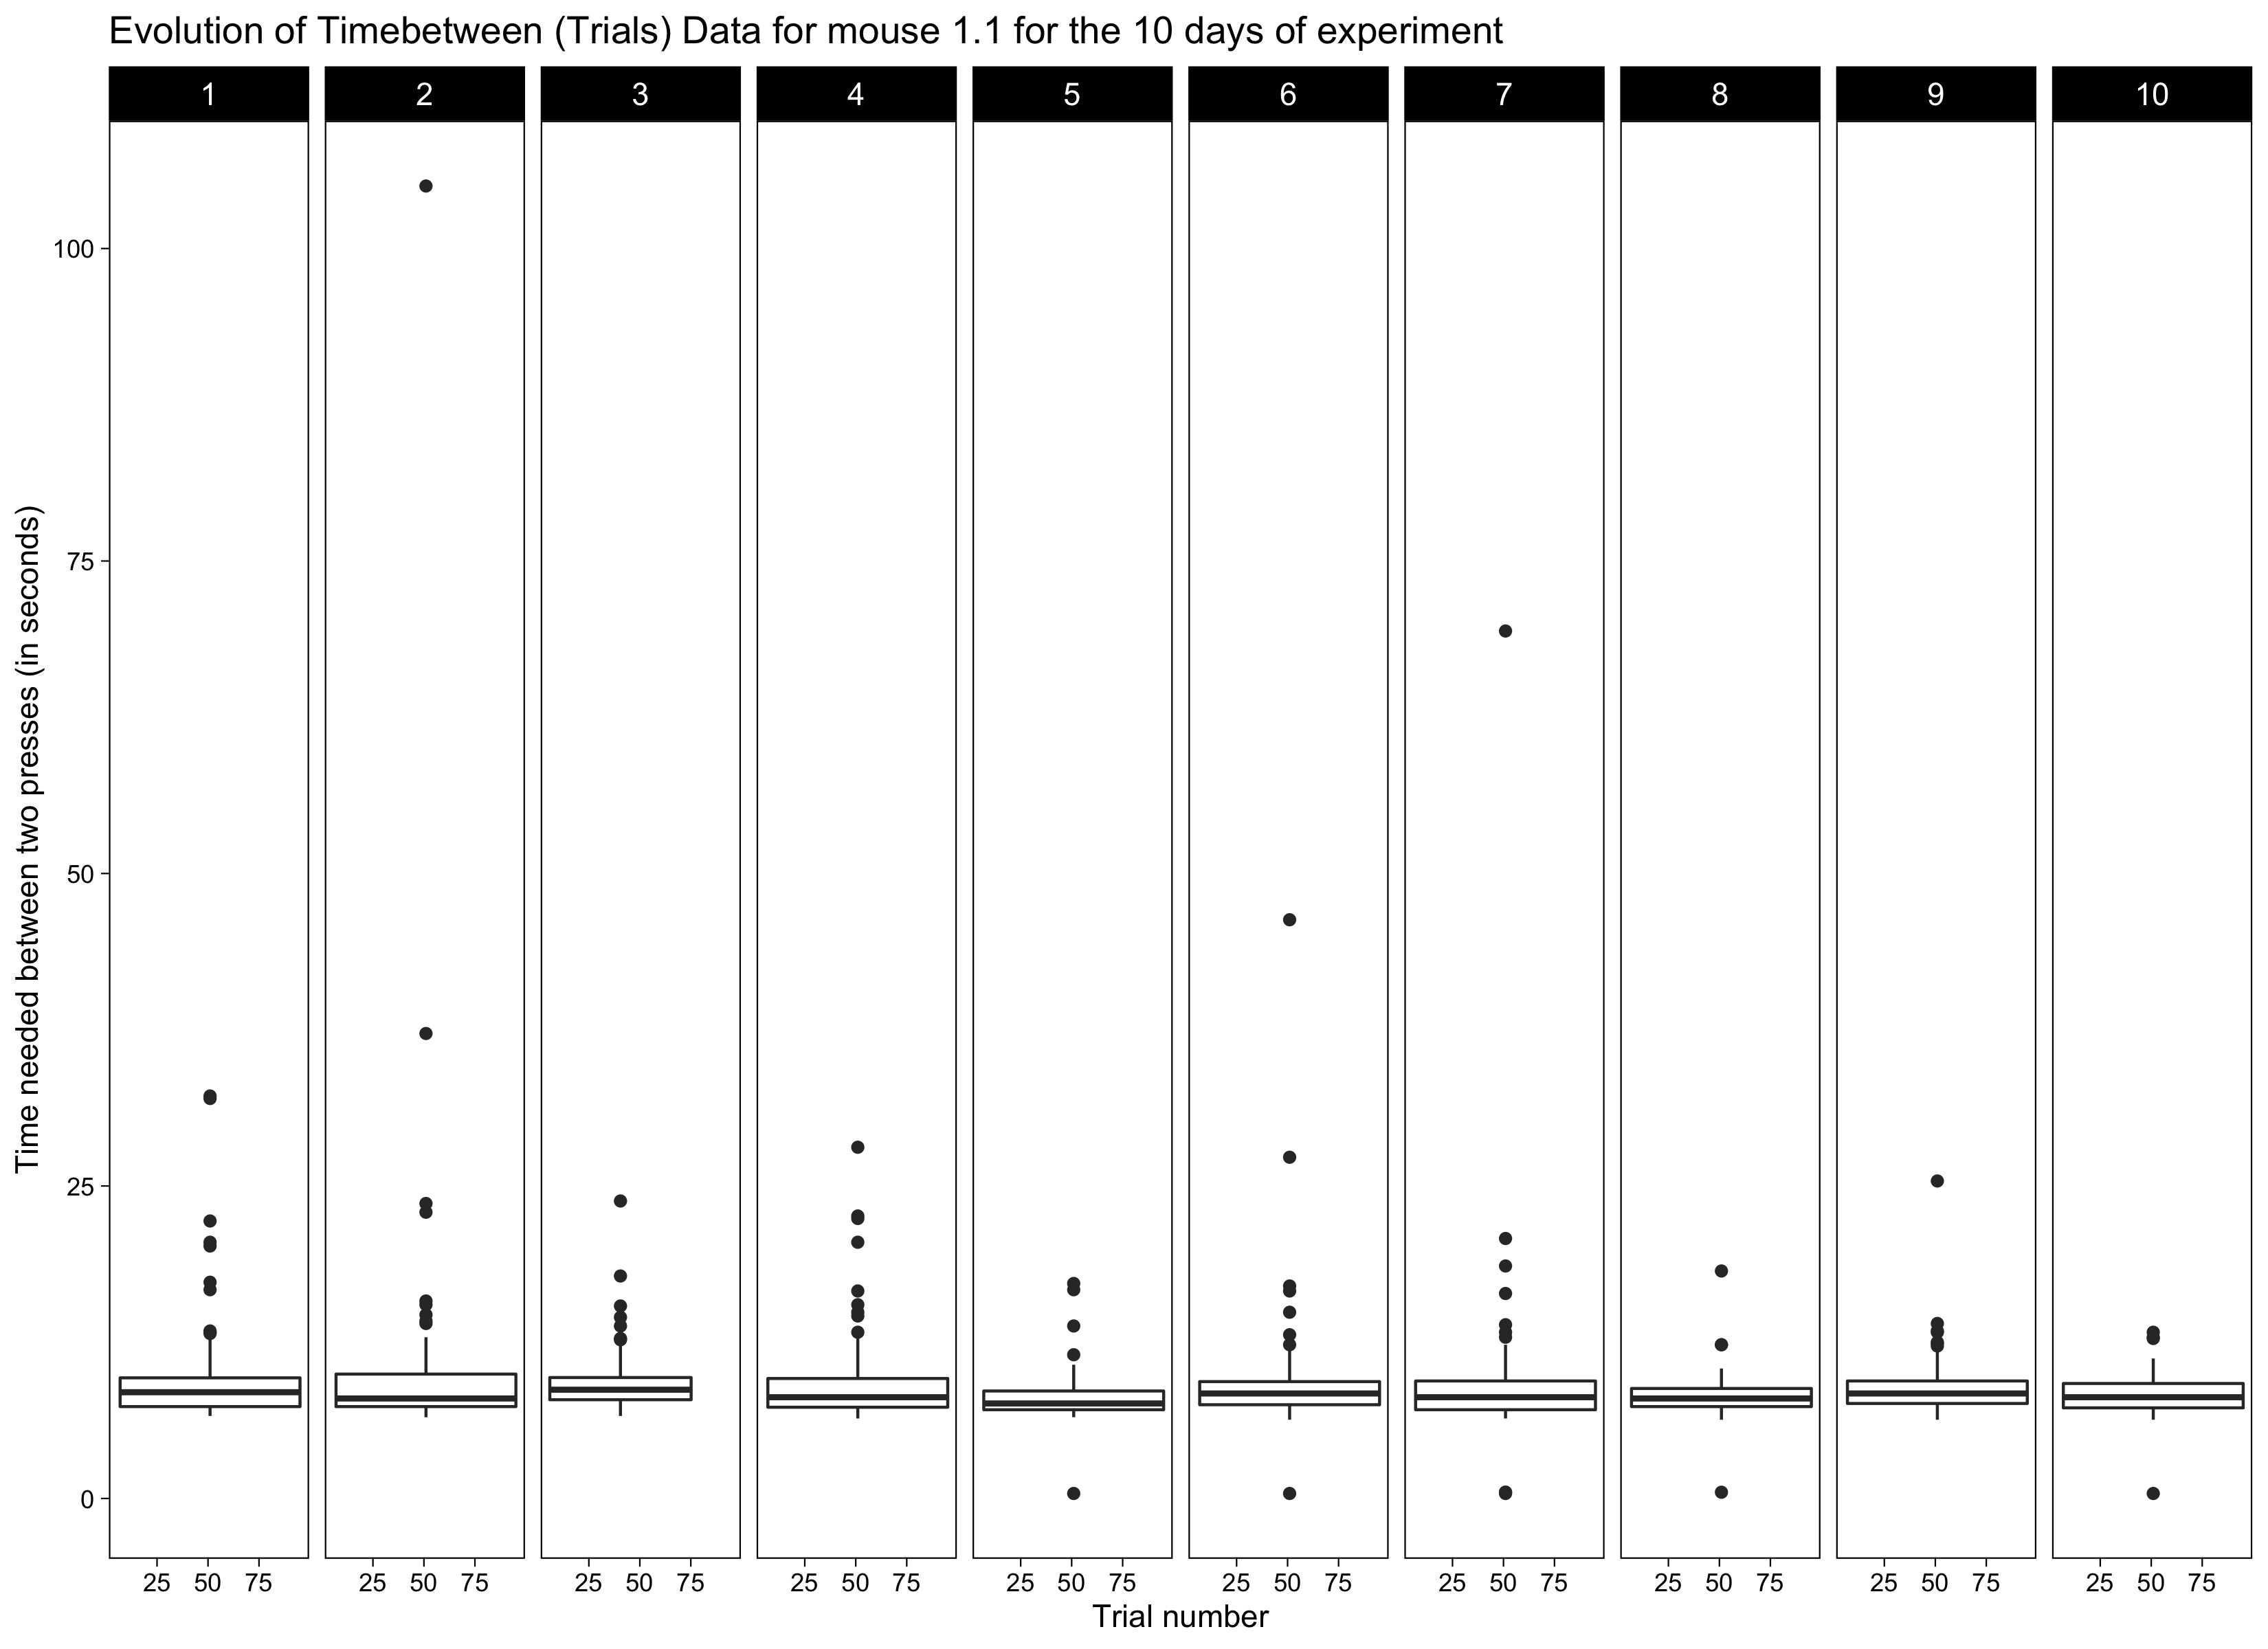 Evolution of Timebetween (Trials) Data for mouse 1.1 for the 10 days of experiment
1 2 3 4 5 6 7 8 9 10
Time needed between two presses (in seconds)
100
75
50
25
0
25 50 75 25 50 75 25 50 75 25 50 75 25 50 75 25 50 75 25 50 75 25 50 75 25 50 75 25 50 75
Trial number